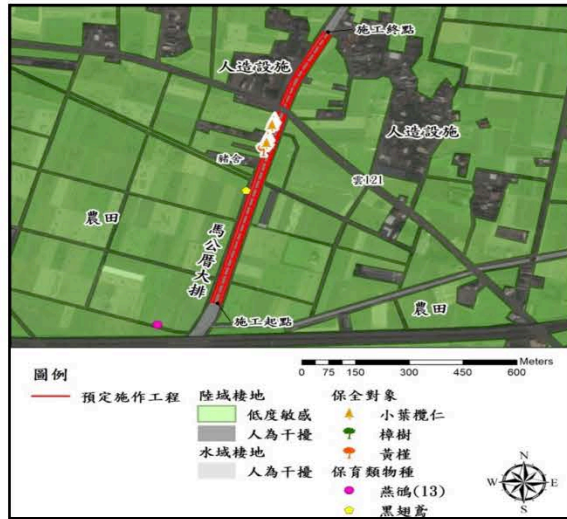 施工終點
人造設施
人造設施
豬舍
雲121
農田
馬公厝大排
農田
施工起點
0 75 150 300 450 600 Meters
圖例
預定施作工程
陸域棲地
低度敏感
人為干擾
水域棲地
人為干擾
保全對象
小葉欖仁
樟樹
黃槿
保育類物種
燕鴴(13)
黑翅鳶
N
W E
S